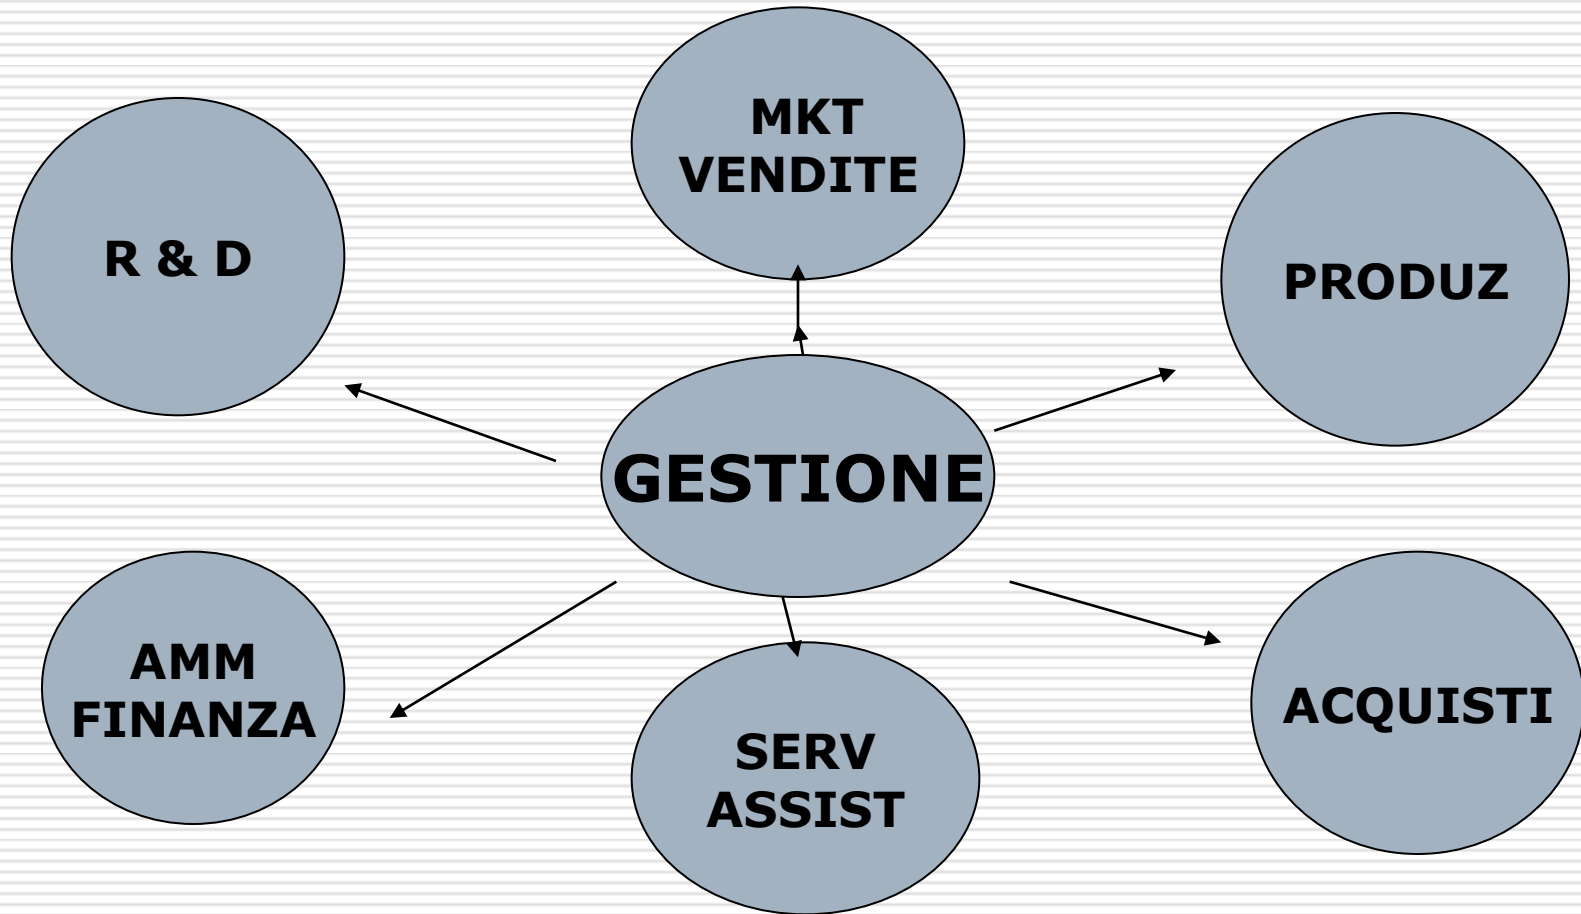 MKT
VENDITE
R & D
PRODUZ
GESTIONE
AMM
FINANZA
ACQUISTI
SERV
ASSIST